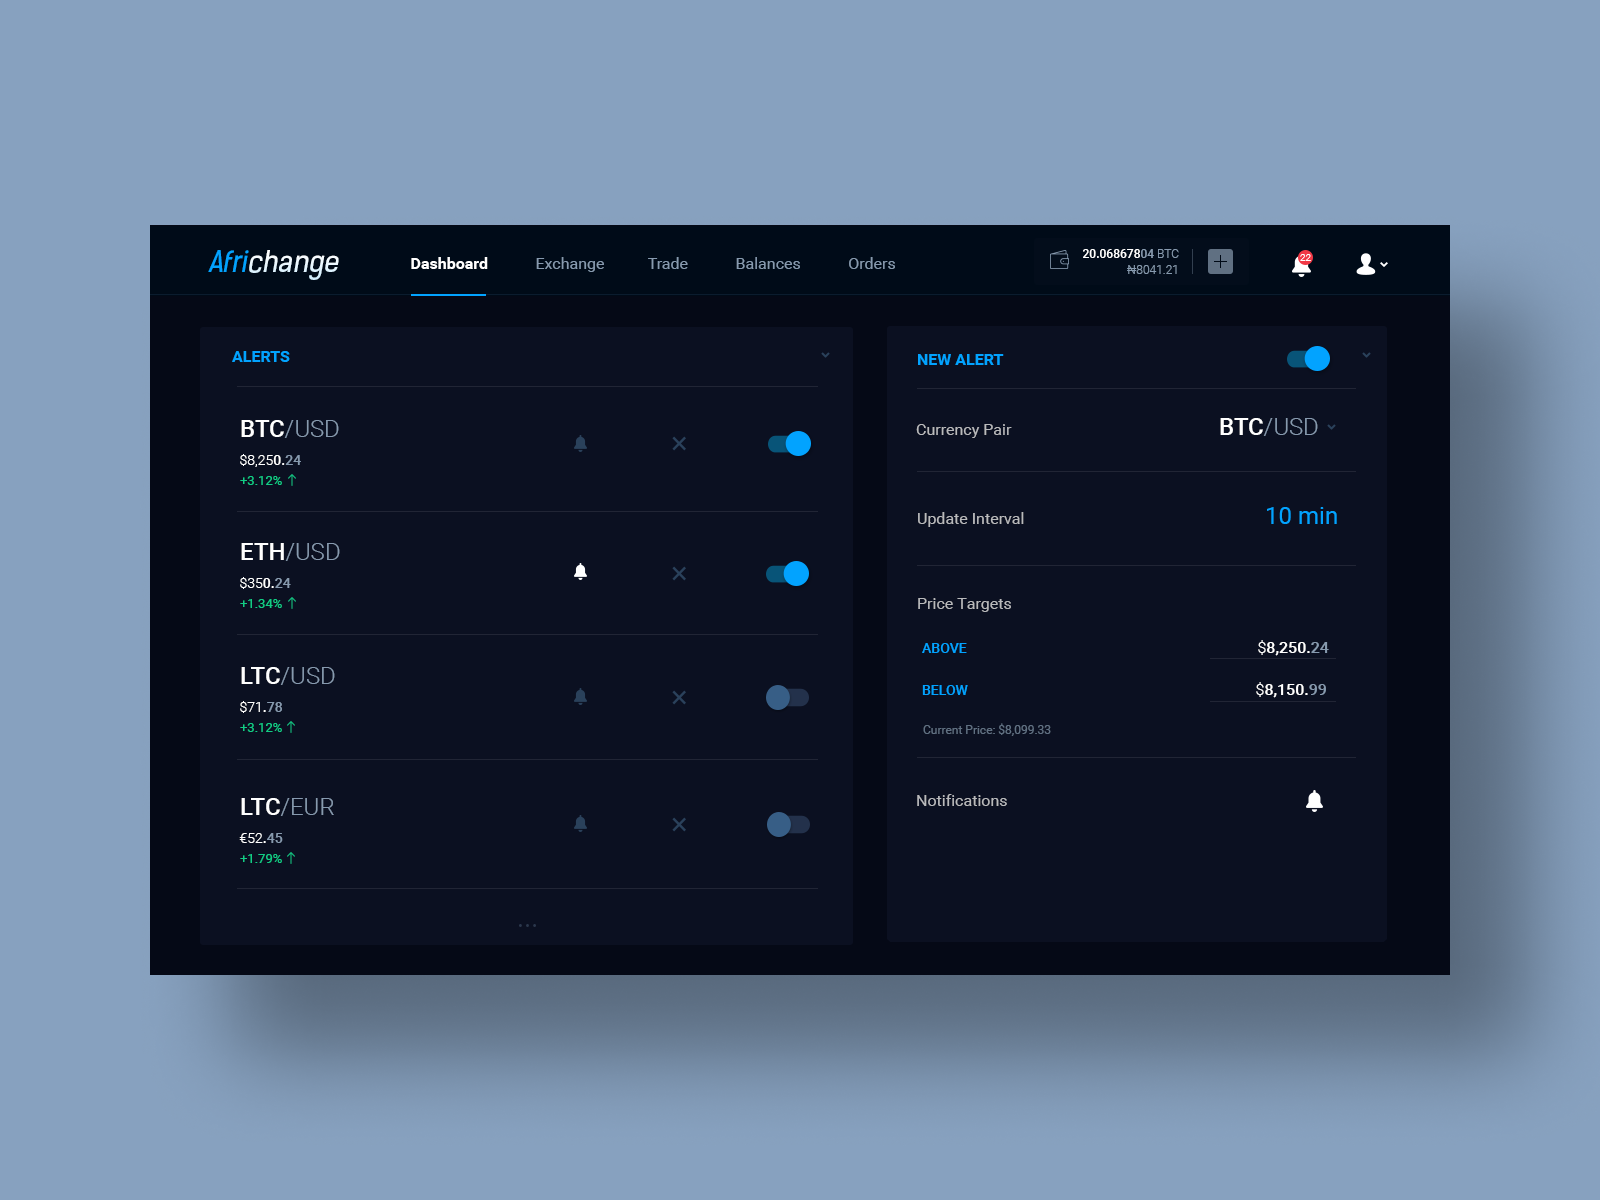 Africhange
Dashboard
Exchange
Trade
Balances
Orders
20.06867804 BTC
₦8041.21
22
ALERTS
BTC/USD
$8,250.24
+3.12% ↑
ETH/USD
$350.24
+1.34% ↑
LTC/USD
$71.78
+3.12% ↑
LTC/EUR
€52.45
+1.79% ↑
...
NEW ALERT
Currency Pair
BTC/USD
Update Interval
10 min
Price Targets
ABOVE
$8,250.24
BELOW
$8,150.99
Current Price: $8,099.33
Notifications